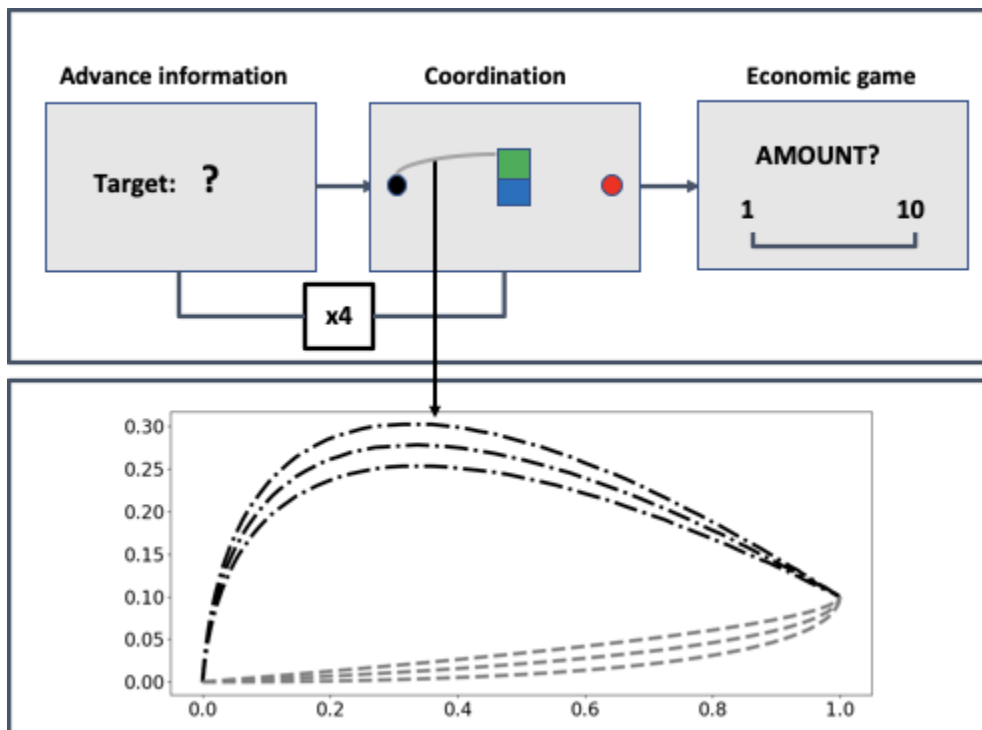 Advance information
Coordination
Economic game
Target: ?
AMOUNT?
1 10
x4
0.30
0.25
0.20
0.15
0.10
0.05
0.00
0.0 0.2 0.4 0.6 0.8 1.0